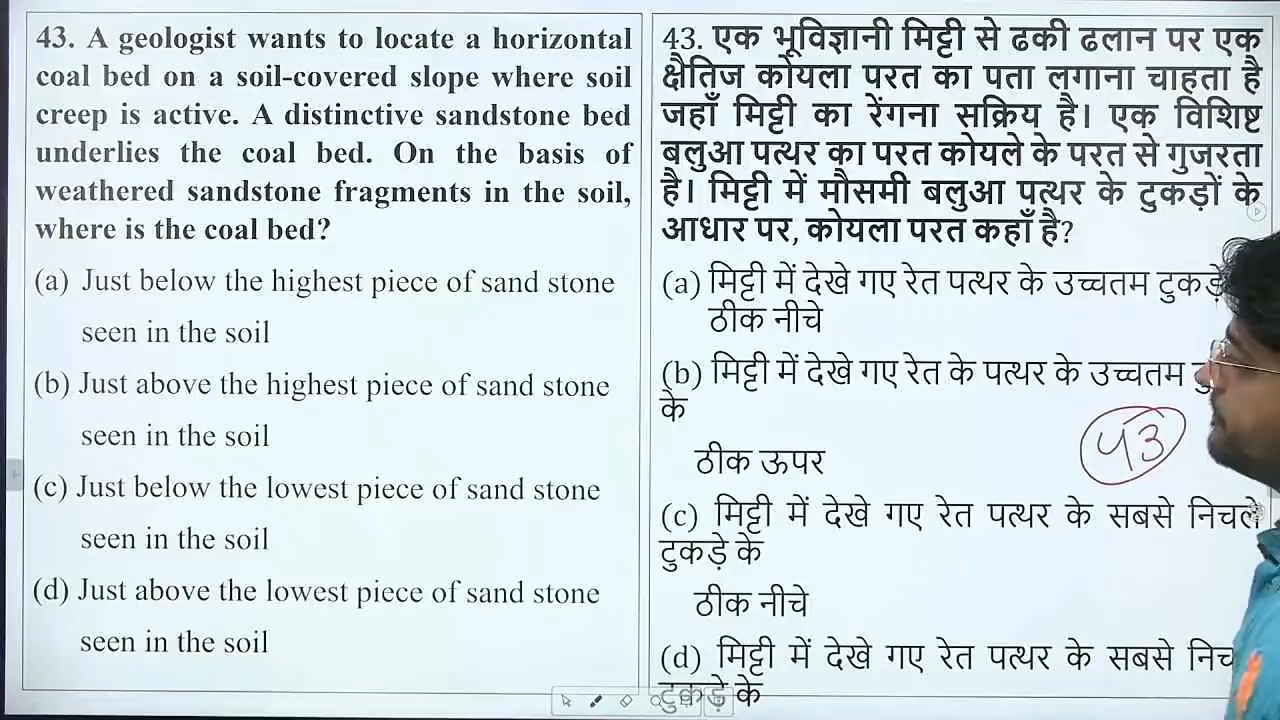 43. A geologist wants to locate a horizontal
coal bed on a soil-covered slope where soil
creep is active. A distinctive sandstone bed
underlies the coal bed. On the basis of
weathered sandstone fragments in the soil,
where is the coal bed?
(a) Just below the highest piece of sand stone
seen in the soil
(b) Just above the highest piece of sand stone
seen in the soil
(c) Just below the lowest piece of sand stone
seen in the soil
(d) Just above the lowest piece of sand stone
seen in the soil
43. एक भूविज्ञानी मिट्टी से ढकी ढलान पर एक
क्षैतिज कोयला परत का पता लगाना चाहता है
जहाँ मिट्टी का रेंगना सक्रिय है। एक विशिष्ट
बलुआ पत्थर का परत कोयले के परत से गुजरता
है। मिट्टी में मौसमी बलुआ पत्थर के टुकड़ों के
आधार पर, कोयला परत कहाँ है?
(a) मिट्टी में देखे गए रेत पत्थर के उच्चतम टुकड़े
ठीक नीचे
(b) मिट्टी में देखे गए रेत के पत्थर के उच्चतम
के
ठीक ऊपर
43
(c) मिट्टी में देखे गए रेत पत्थर के सबसे निचले
टुकड़े के
ठीक नीचे
(d) मिट्टी में देखे गए रेत पत्थर के सबसे
टुकड़े के